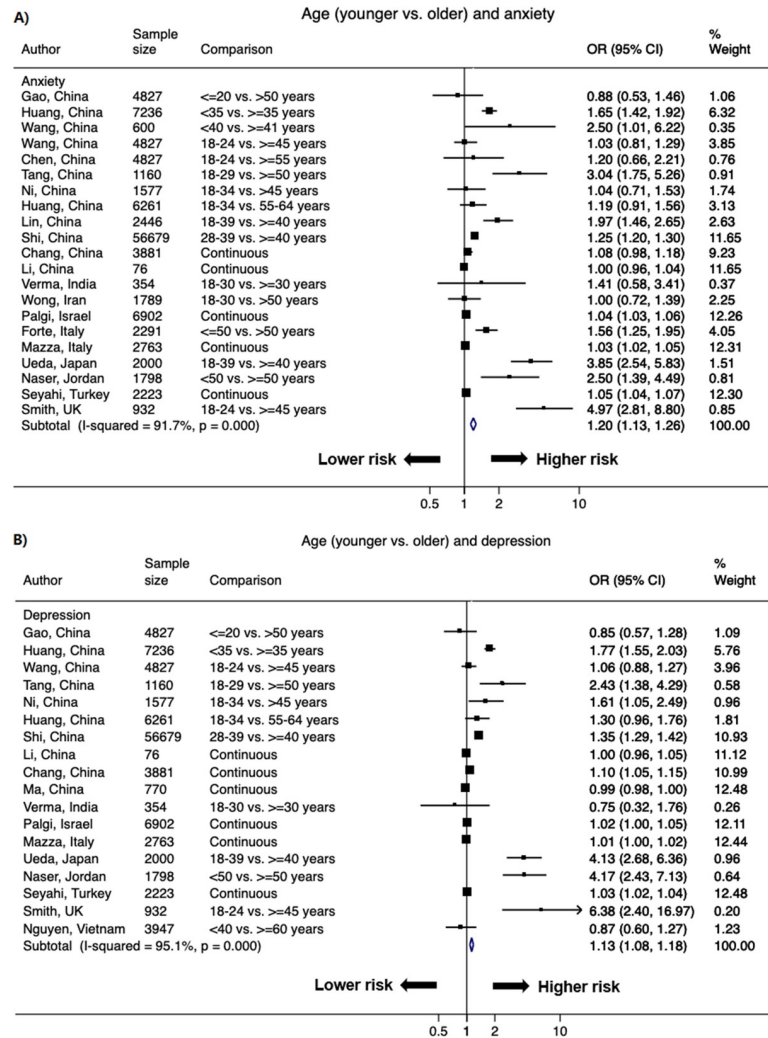 A) Age (younger vs. older) and anxiety
Sample %
Author size Comparison OR (95% CI) Weight
Anxiety
Gao, China 4827 <=20 vs. >50 years 0.88 (0.53, 1.46) 1.06
Huang, China 7236 <35 vs. >=35 years 1.65 (1.42, 1.92) 6.32
Wang, China 600 <40 vs. >=41 years 2.50 (1.01, 6.22) 0.35
Wang, China 4827 18-24 vs. >=45 years 1.03 (0.81, 1.29) 3.85
Chen, China 4827 18-24 vs. >=55 years 1.20 (0.66, 2.21) 0.76
Tang, China 1160 18-29 vs. >=50 years 3.04 (1.75, 5.26) 0.91
Ni, China 1577 18-34 vs. >45 years 1.04 (0.71, 1.53) 1.74
Huang, China 6261 18-34 vs. 55-64 years 1.19 (0.91, 1.56) 3.13
Lin, China 2446 18-39 vs. >=40 years 1.97 (1.46, 2.65) 2.63
Shi, China 56679 28-39 vs. >=40 years 1.25 (1.20, 1.30) 11.65
Chang, China 3881 Continuous 1.08 (0.98, 1.18) 9.23
Li, China 76 Continuous 1.00 (0.96, 1.04) 11.65
Verma, India 354 18-30 vs. >=30 years 1.41 (0.58, 3.41) 0.37
Wong, Iran 1789 18-30 vs. >50 years 1.00 (0.72, 1.39) 2.25
Palgi, Israel 6902 Continuous 1.04 (1.03, 1.06) 12.26
Forte, Italy 2291 <=50 vs. >50 years 1.56 (1.25, 1.95) 4.05
Mazza, Italy 2763 Continuous 1.03 (1.02, 1.05) 12.31
Ueda, Japan 2000 18-39 vs. >=40 years 3.85 (2.54, 5.83) 1.51
Naser, Jordan 1798 <50 vs. >=50 years 2.50 (1.39, 4.49) 0.81
Seyahi, Turkey 2223 Continuous 1.05 (1.04, 1.07) 12.30
Smith, UK 932 18-24 vs. >=45 years 4.97 (2.81, 8.80) 0.85
Subtotal (I-squared = 91.7%, p = 0.000) 1.20 (1.13, 1.26) 100.00
Lower risk Higher risk
0.5 1 2 10
B) Age (younger vs. older) and depression
Sample %
Author size Comparison OR (95% CI) Weight
Depression
Gao, China 4827 <=20 vs. >50 years 0.85 (0.57, 1.28) 1.09
Huang, China 7236 <35 vs. >=35 years 1.77 (1.55, 2.03) 5.76
Wang, China 4827 18-24 vs. >=45 years 1.06 (0.88, 1.27) 3.96
Tang, China 1160 18-29 vs. >=50 years 2.43 (1.38, 4.29) 0.58
Ni, China 1577 18-34 vs. >45 years 1.61 (1.05, 2.49) 0.96
Huang, China 6261 18-34 vs. 55-64 years 1.30 (0.96, 1.76) 1.81
Shi, China 56679 28-39 vs. >=40 years 1.35 (1.29, 1.42) 10.93
Li, China 76 Continuous 1.00 (0.96, 1.05) 11.12
Chang, China 3881 Continuous 1.10 (1.05, 1.15) 10.99
Ma, China 770 Continuous 0.99 (0.98, 1.00) 12.48
Verma, India 354 18-30 vs. >=30 years 0.75 (0.32, 1.76) 0.26
Palgi, Israel 6902 Continuous 1.02 (1.00, 1.05) 12.11
Mazza, Italy 2763 Continuous 1.01 (1.00, 1.02) 12.44
Ueda, Japan 2000 18-39 vs. >=40 years 4.13 (2.68, 6.36) 0.96
Naser, Jordan 1798 <50 vs. >=50 years 4.17 (2.43, 7.13) 0.64
Seyahi, Turkey 2223 Continuous 1.03 (1.02, 1.04) 12.48
Smith, UK 932 18-24 vs. >=45 years 6.38 (2.40, 16.97) 0.20
Nguyen, Vietnam 3947 <40 vs. >=60 years 0.87 (0.60, 1.27) 1.23
Subtotal (I-squared = 95.1%, p = 0.000) 1.13 (1.08, 1.18) 100.00
Lower risk Higher risk
0.5 1 2 10